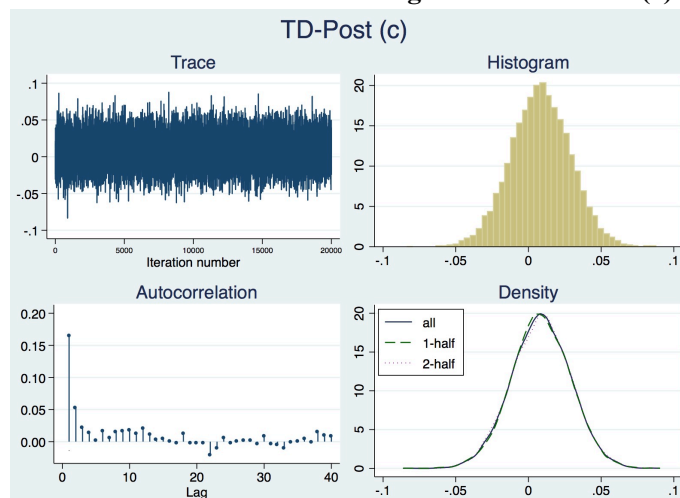 TD-Post (c)
Trace
.1
.05
0
-.05
-.1
0 5000 10000 15000 20000
Iteration number
Histogram
20
15
10
5
0
-.1 -.05 0 .05 .1
Autocorrelation
0.20
0.15
0.10
0.05
0.00
0 10 20 30 40
Lag
Density
all
1-half
2-half
20
15
10
5
0
-.1 -.05 0 .05 .1